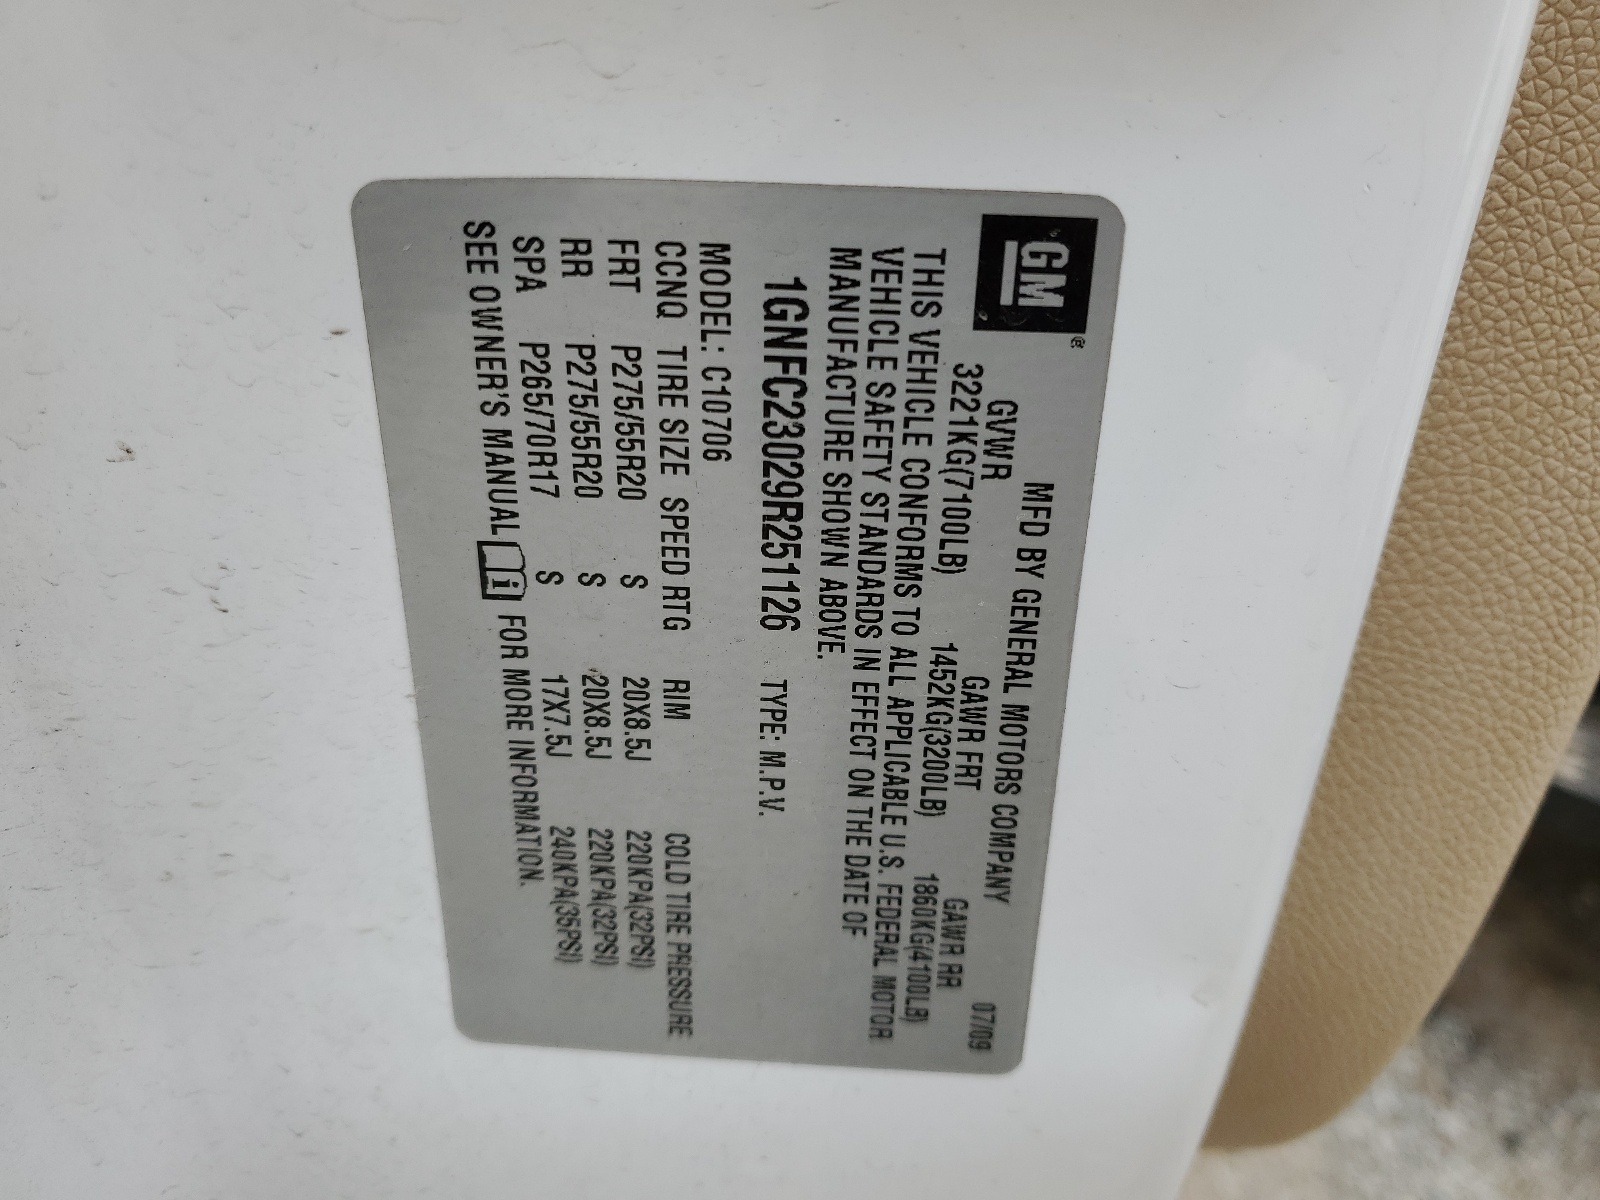 GM®
MFD BY GENERAL MOTORS COMPANY 07/09
GVWR GAWR FRT GAWR RR
3221KG(7100LB) 1452KG(3200LB) 1860KG(4100LB)
THIS VEHICLE CONFORMS TO ALL APPLICABLE U.S. FEDERAL MOTOR
VEHICLE SAFETY STANDARDS IN EFFECT ON THE DATE OF
MANUFACTURE SHOWN ABOVE.
1GNFC23029R251126 TYPE: M.P.V.
MODEL: C10706
CCNQ TIRE SIZE SPEED RTG RIM COLD TIRE PRESSURE
FRT P275/55R20 S 20X8.5J 220KPA(32PSI)
RR P275/55R20 S 20X8.5J 220KPA(32PSI)
SPA P265/70R17 S 17X7.5J 240KPA(35PSI)
SEE OWNER'S MANUAL i FOR MORE INFORMATION.